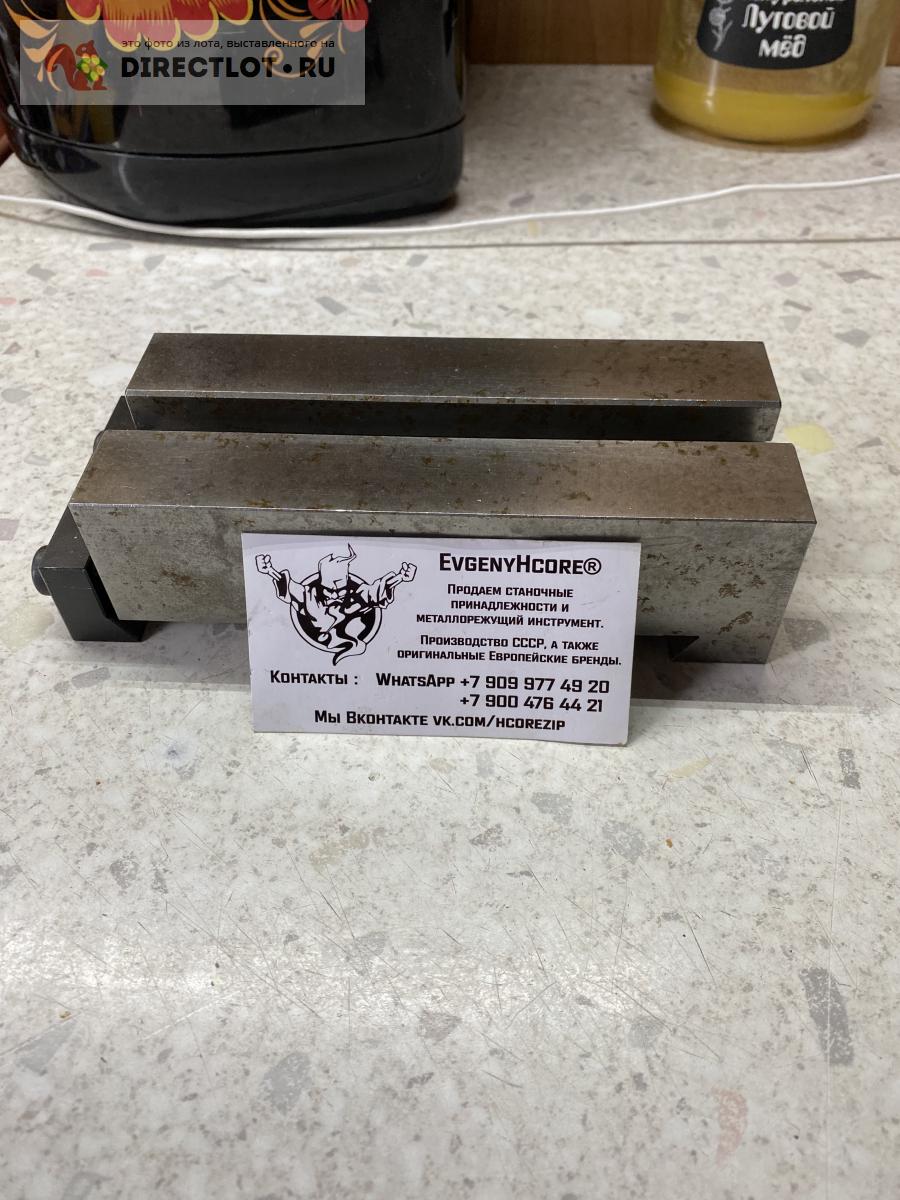 это фото из лота, выставленного на
DIRECTLOT.RU
Луговой
мёд
EvgenyHcore®
Продаем станочные
принадлежности и
металлорежущий инструмент.
Производство СССР, а также
оригинальные Европейские бренды.
Контакты : WhatsApp +7 909 977 49 20
+7 900 476 44 21
Мы Вконтакте vk.com/hcorezip